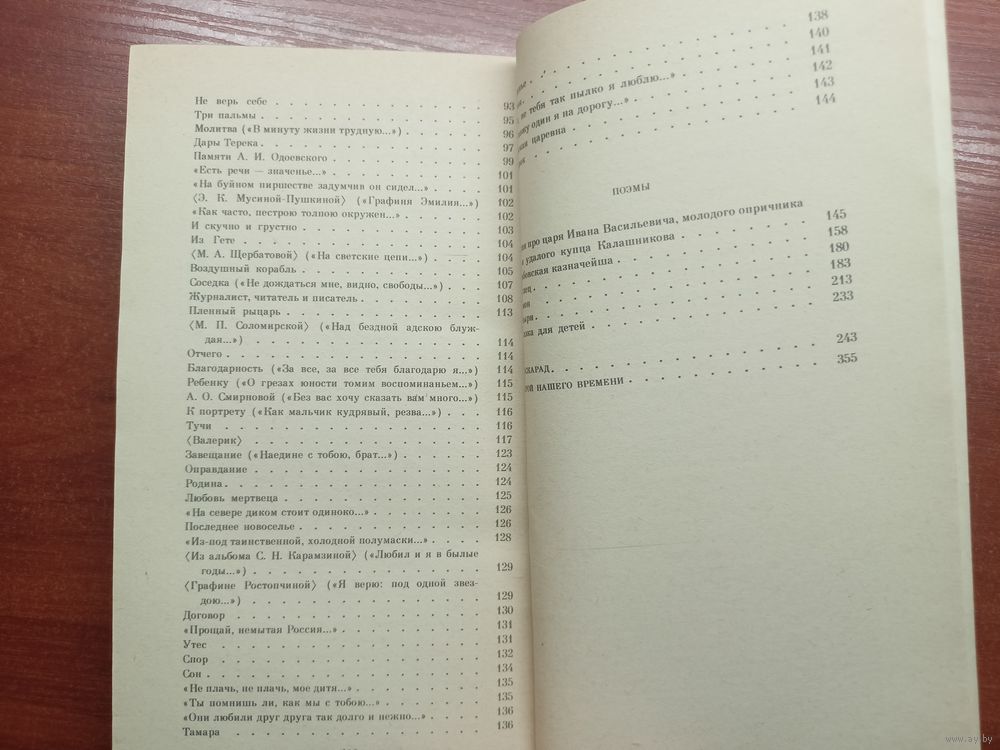 Не верь себе . . . . . . . . . . . . . . 93
Три пальмы . . . . . . . . . . . . . . 95
Молитва («В минуту жизни трудную...») . . . . . 96
Дары Терека . . . . . . . . . . . . . . 97
Памяти А. И. Одоевского . . . . . . . . . . 99
«Есть речи — значенье...» . . . . . . . . . . 101
«На буйном пиршестве задумчив он сидел...» . . . 101
〈Э. К. Мусиной-Пушкиной〉 («Графиня Эмилия...») 102
«Как часто, пестрою толпою окружен...» . . . . . 102
И скучно и грустно . . . . . . . . . . . . 103
Из Гете . . . . . . . . . . . . . . . . 104
〈М. А. Щербатовой〉 («На светские цепи...») . . . 104
Воздушный корабль . . . . . . . . . . . . 105
Соседка («Не дождаться мне, видно, свободы...») . . 107
Журналист, читатель и писатель . . . . . . . . 108
Пленный рыцарь . . . . . . . . . . . . . 113
〈М. П. Соломирской〉 («Над бездной адскою блуж-
дая...») . . . . . . . . . . . . . . . 114
Отчего . . . . . . . . . . . . . . . . 114
Благодарность («За все, за все тебя благодарю я...») 114
Ребенку («О грезах юности томим воспоминаньем...») 115
А. О. Смирновой («Без вас хочу сказать вам много...») 115
К портрету («Как мальчик кудрявый, резва...») . . . 116
Тучи . . . . . . . . . . . . . . . . . 116
〈Валерик〉 . . . . . . . . . . . . . . . 117
Завещание («Наедине с тобою, брат...») . . . . . 123
Оправдание . . . . . . . . . . . . . . . 124
Родина . . . . . . . . . . . . . . . . 124
Любовь мертвеца . . . . . . . . . . . . . 125
«На севере диком стоит одиноко...» . . . . . . . 126
Последнее новоселье . . . . . . . . . . . . 126
«Из-под таинственной, холодной полумаски...» . . . 128
〈Из альбома С. Н. Карамзиной〉 («Любил и я в былые
годы...») . . . . . . . . . . . . . . . 129
〈Графине Ростопчиной〉 («Я верю: под одной звез-
дою...») . . . . . . . . . . . . . . . 129
Договор . . . . . . . . . . . . . . . . 130
«Прощай, немытая Россия...» . . . . . . . . . 131
Утес . . . . . . . . . . . . . . . . . 131
Спор . . . . . . . . . . . . . . . . . 132
Сон . . . . . . . . . . . . . . . . . . 134
«Не плачь, не плачь, мое дитя...» . . . . . . . . 135
«Ты помнишь ли, как мы с тобою...» . . . . . . . 135
«Они любили друг друга так долго и нежно...» . . . 136
Тамара . . . . . . . . . . . . . . . . 136
138
. . . . . . . . . . . . . 140
. . . . . . . . . . . . . 141
не тебя так пылко я люблю...» . . . . . 142
один я на дорогу...» . . . . . . . 143
царевна . . . . . . . . . . 144
ПОЭМЫ
про царя Ивана Васильевича, молодого опричника
удалого купца Калашникова . . . . . . . 145
казначейша . . . . . . . . . . . 158
. . . . . . . . . . . . . . 180
. . . . . . . . . . . . . . 183
. . . . . . . . . . . . . . 213
для детей . . . . . . . . . . . 233
. . . . . . . . . . . . . . 243
НАШЕГО ВРЕМЕНИ . . . . . . . . . 355
www.ay.by